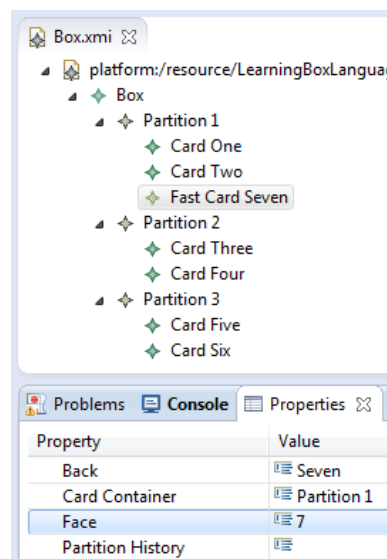 Box.xmi
platform:/resource/LearningBoxLangua
Box
Partition 1
Card One
Card Two
Fast Card Seven
Partition 2
Card Three
Card Four
Partition 3
Card Five
Card Six
Problems Console Properties
Property Value
Back Seven
Card Container Partition 1
Face 7
Partition History